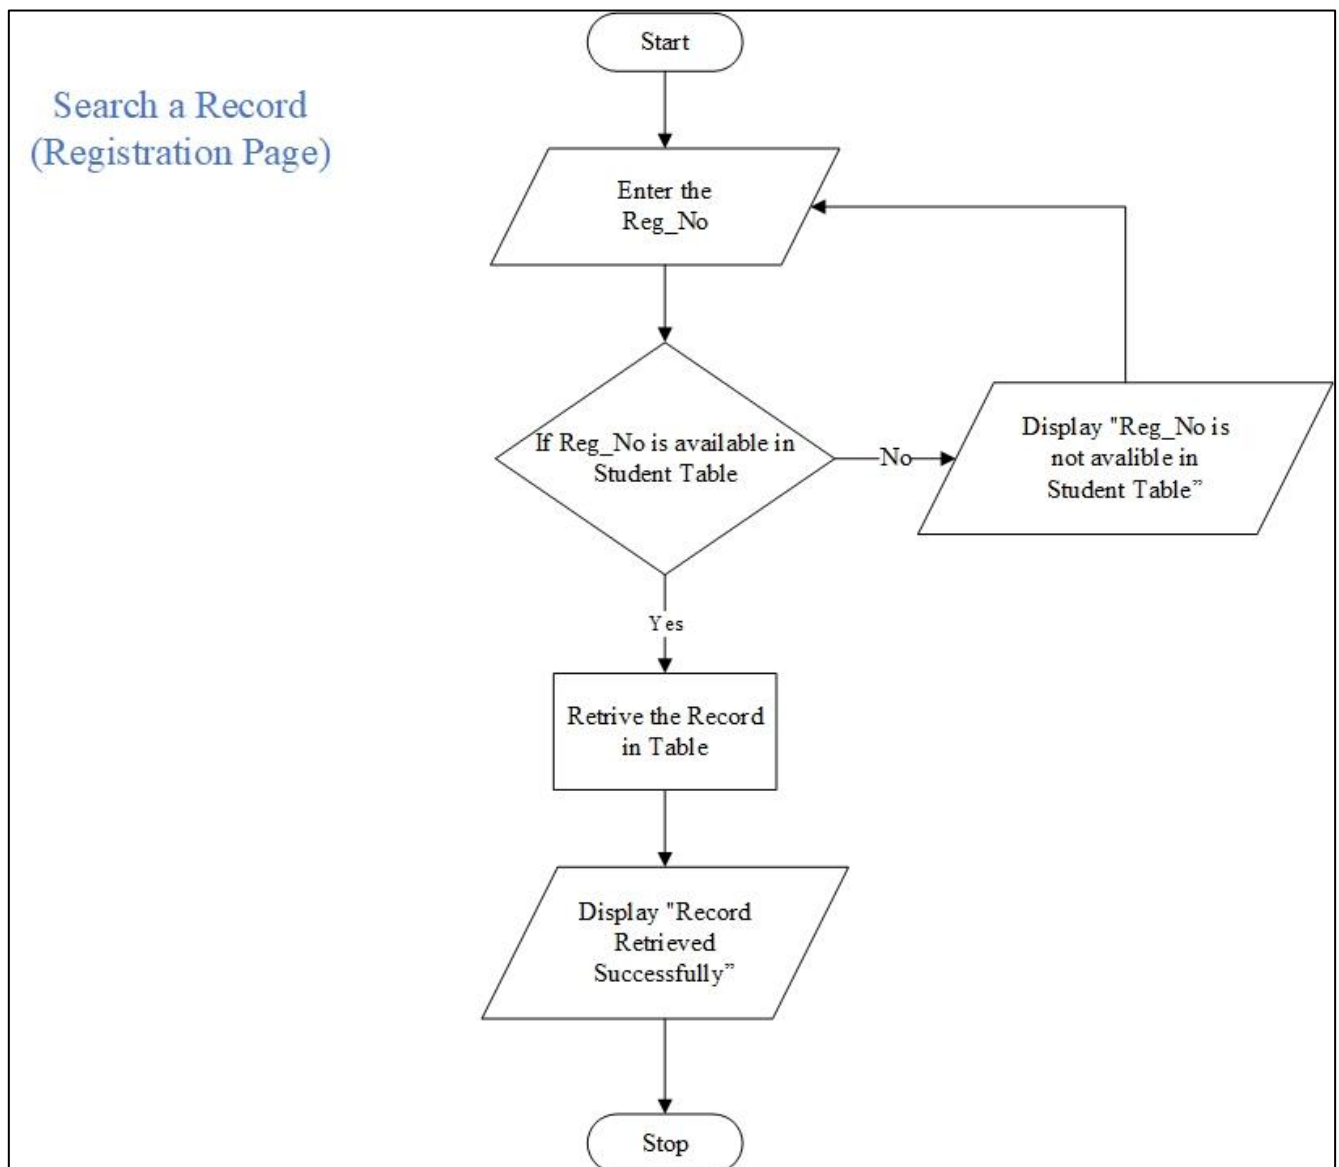 Start
Search a Record
(Registration Page)
Enter the
Reg_No
If Reg_No is available in
Student Table
No
Display "Reg_No is
not avalible in
Student Table”
Yes
Retrive the Record
in Table
Display "Record
Retrieved
Successfully”
Stop